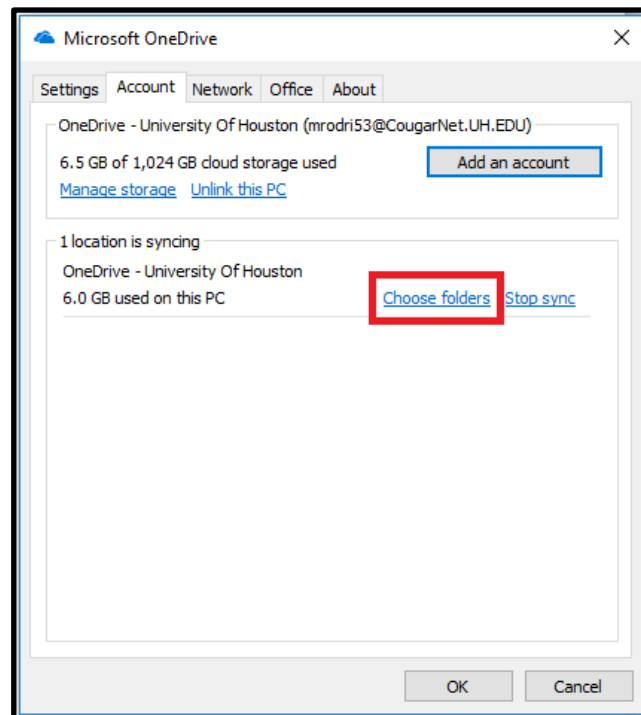 Microsoft OneDrive
Settings Account Network Office About
OneDrive - University Of Houston (mrodri53@CougarNet.UH.EDU)
6.5 GB of 1,024 GB cloud storage used Add an account
Manage storage Unlink this PC
1 location is syncing
OneDrive - University Of Houston
6.0 GB used on this PC Choose folders Stop sync
OK Cancel